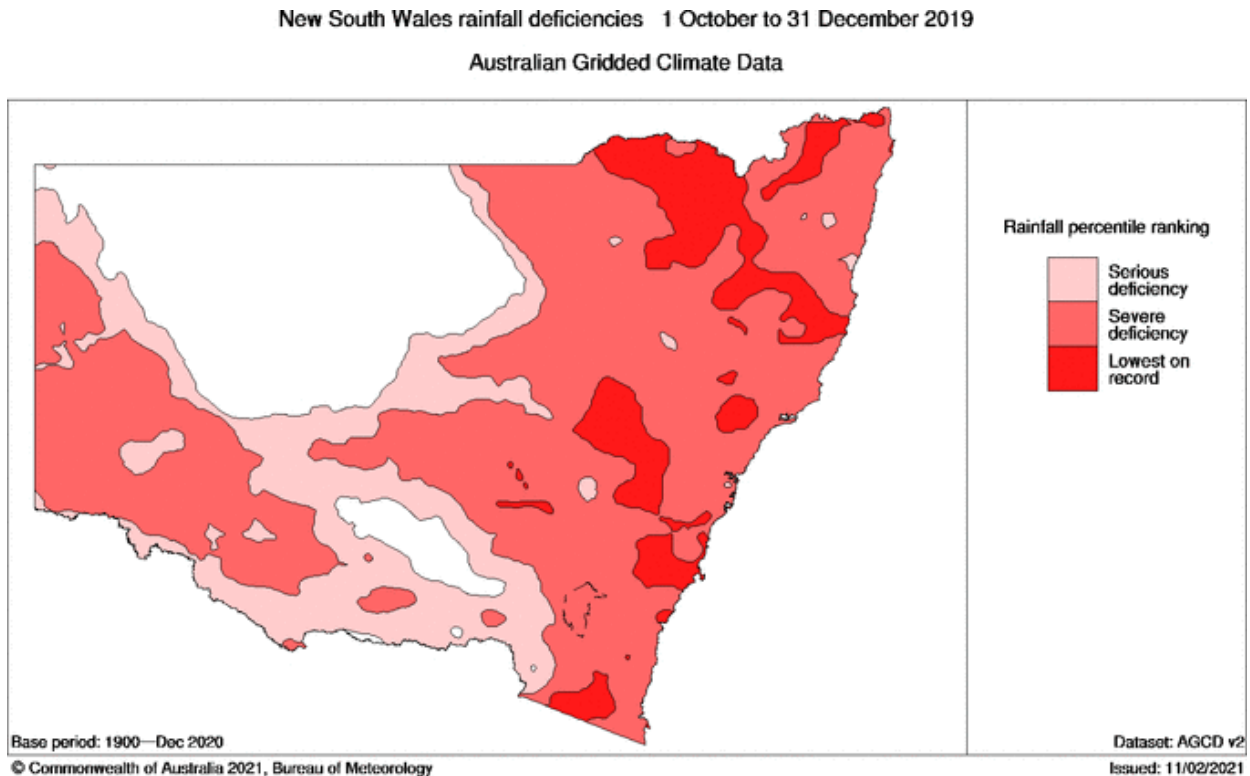 New South Wales rainfall deficiencies 1 October to 31 December 2019
Australian Gridded Climate Data
Rainfall percentile ranking
Serious
deficiency
Severe
deficiency
Lowest on
record
Base period: 1900—Dec 2020
Dataset: AGCD v2
© Commonwealth of Australia 2021, Bureau of Meteorology
Issued: 11/02/2021